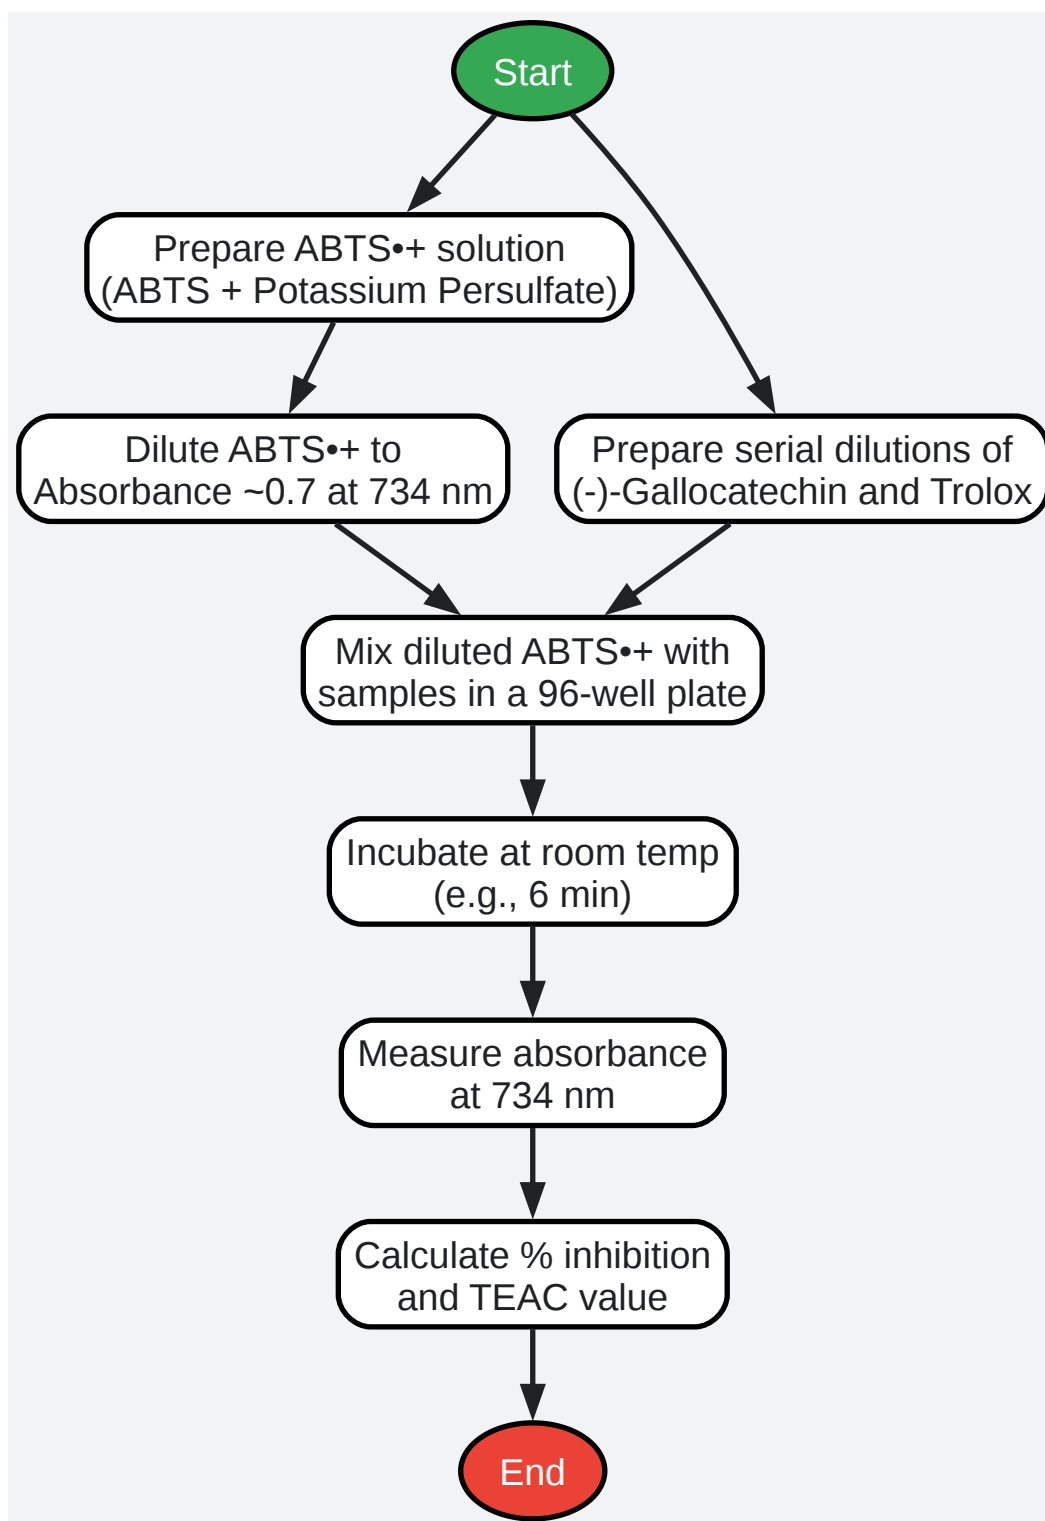 Start
Prepare ABTS•+ solution
(ABTS + Potassium Persulfate)
Dilute ABTS•+ to
Absorbance ~0.7 at 734 nm
Prepare serial dilutions of
(-)-Gallocatechin and Trolox
Mix diluted ABTS•+ with
samples in a 96-well plate
Incubate at room temp
(e.g., 6 min)
Measure absorbance
at 734 nm
Calculate % inhibition
and TEAC value
End